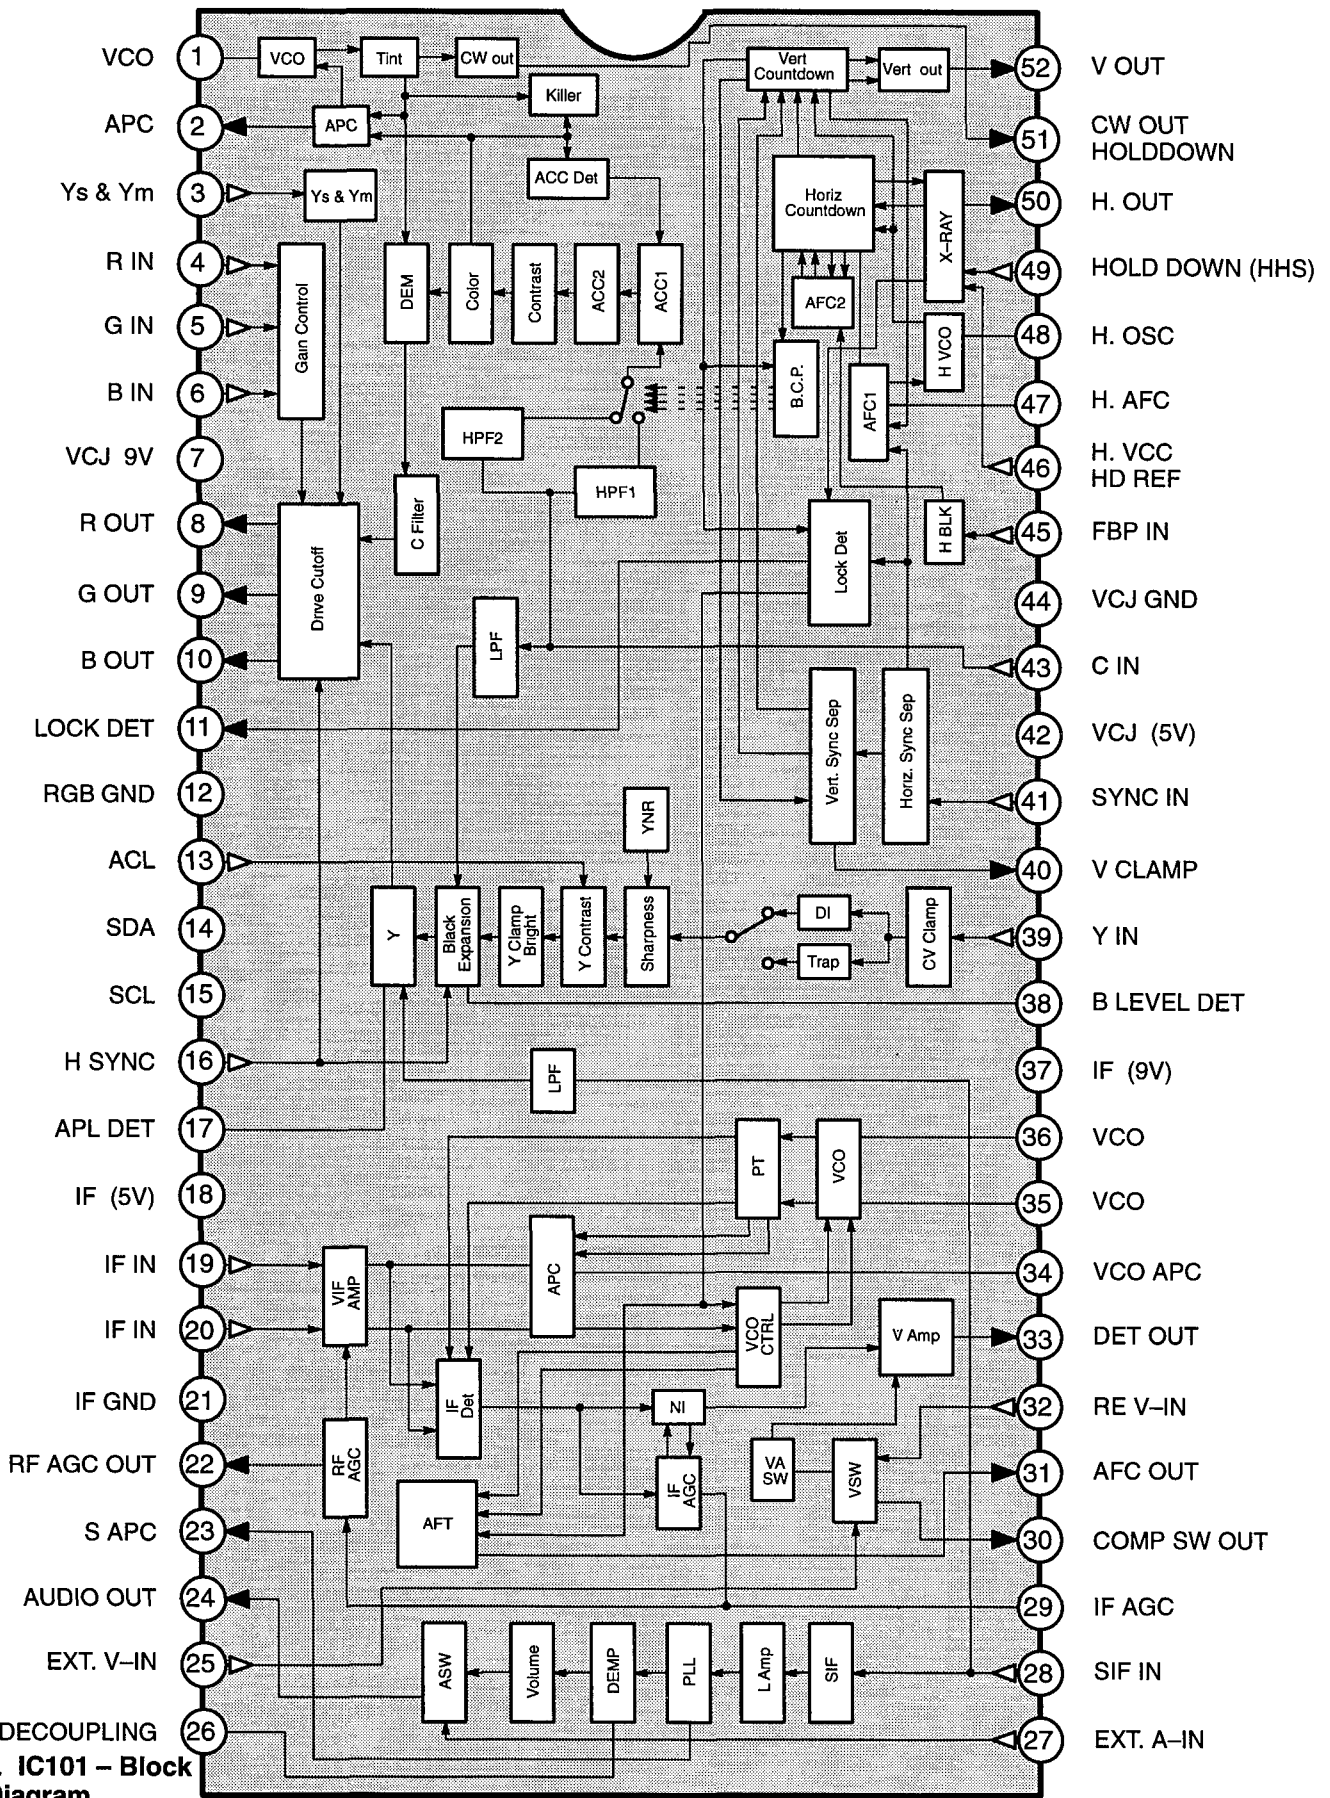 1 VCO
2 APC
3 Ys & Ym
4 R IN
5 G IN
6 B IN
7 VCJ 9V
8 R OUT
9 G OUT
10 B OUT
11 LOCK DET
12 RGB GND
13 ACL
14 SDA
15 SCL
16 H SYNC
17 APL DET
18 IF (5V)
19 IF IN
20 IF IN
21 IF GND
22 RF AGC OUT
23 S APC
24 AUDIO OUT
25 EXT. V–IN
26 DECOUPLING
52 V OUT
51 CW OUT
HOLDDOWN
50 H. OUT
49 HOLD DOWN (HHS)
48 H. OSC
47 H. AFC
46 H. VCC
HD REF
45 FBP IN
44 VCJ GND
43 C IN
42 VCJ (5V)
41 SYNC IN
40 V CLAMP
39 Y IN
38 B LEVEL DET
37 IF (9V)
36 VCO
35 VCO
34 VCO APC
33 DET OUT
32 RE V–IN
31 AFC OUT
30 COMP SW OUT
29 IF AGC
28 SIF IN
27 EXT. A–IN
VCO
Tint
CW out
Vert
Countdown
Vert out
Killer
APC
ACC Det
Ys & Ym
Horiz
Countdown
X–RAY
Gain Control
DEM
Color
Contrast
ACC2
ACC1
AFC2
H VCO
B.C.P.
AFC1
HPF2
HPF1
C Filter
Drive Cutoff
Lock Det
H BLK
LPF
Vert. Sync Sep
Horiz. Sync Sep
YNR
Y
Black
Expansion
Y Clamp
Bright
Y Contrast
Sharpness
DI
Trap
CV Clamp
LPF
PT
VCO
APC
VIF
AMP
VCO
CTRL
V Amp
IF
Det
NI
RF
AGC
IF
AGC
VA
SW
VSW
AFT
ASW
Volume
DEMP
PLL
L Amp
SIF
IC101 – Block